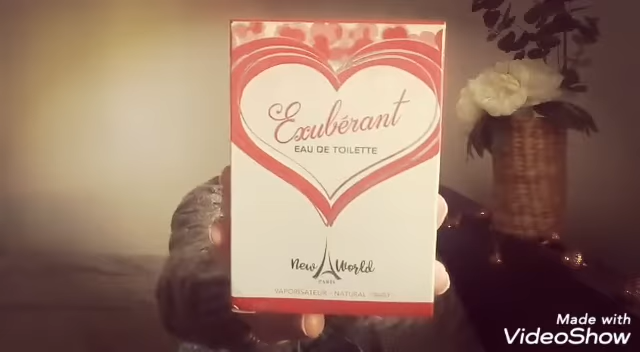 Exubérant
EAU DE TOILETTE
New World
PARIS
VAPORISATEUR - NATURAL SPRAY
Made with
VideoShow